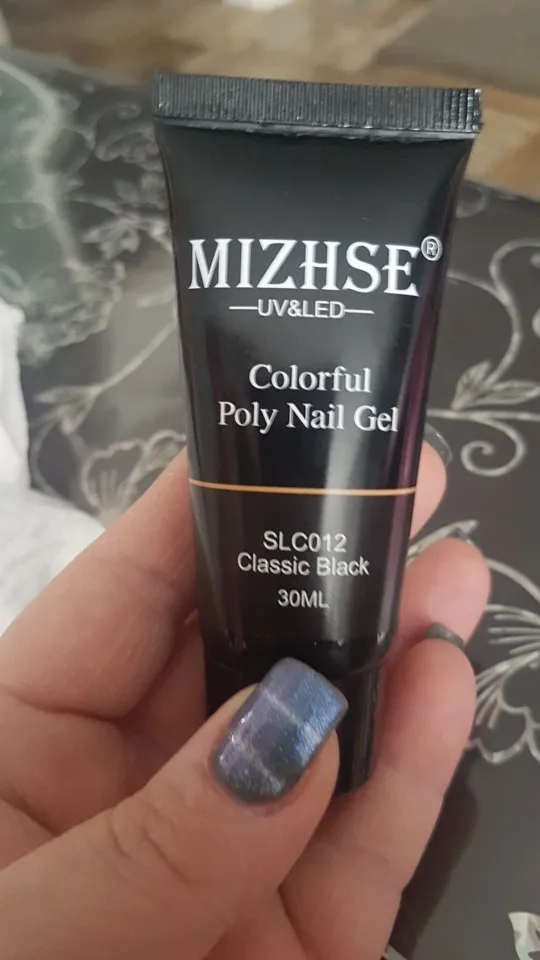 MIZHSE®
—UV&LED—
Colorful
Poly Nail Gel
SLC012
Classic Black
30ML